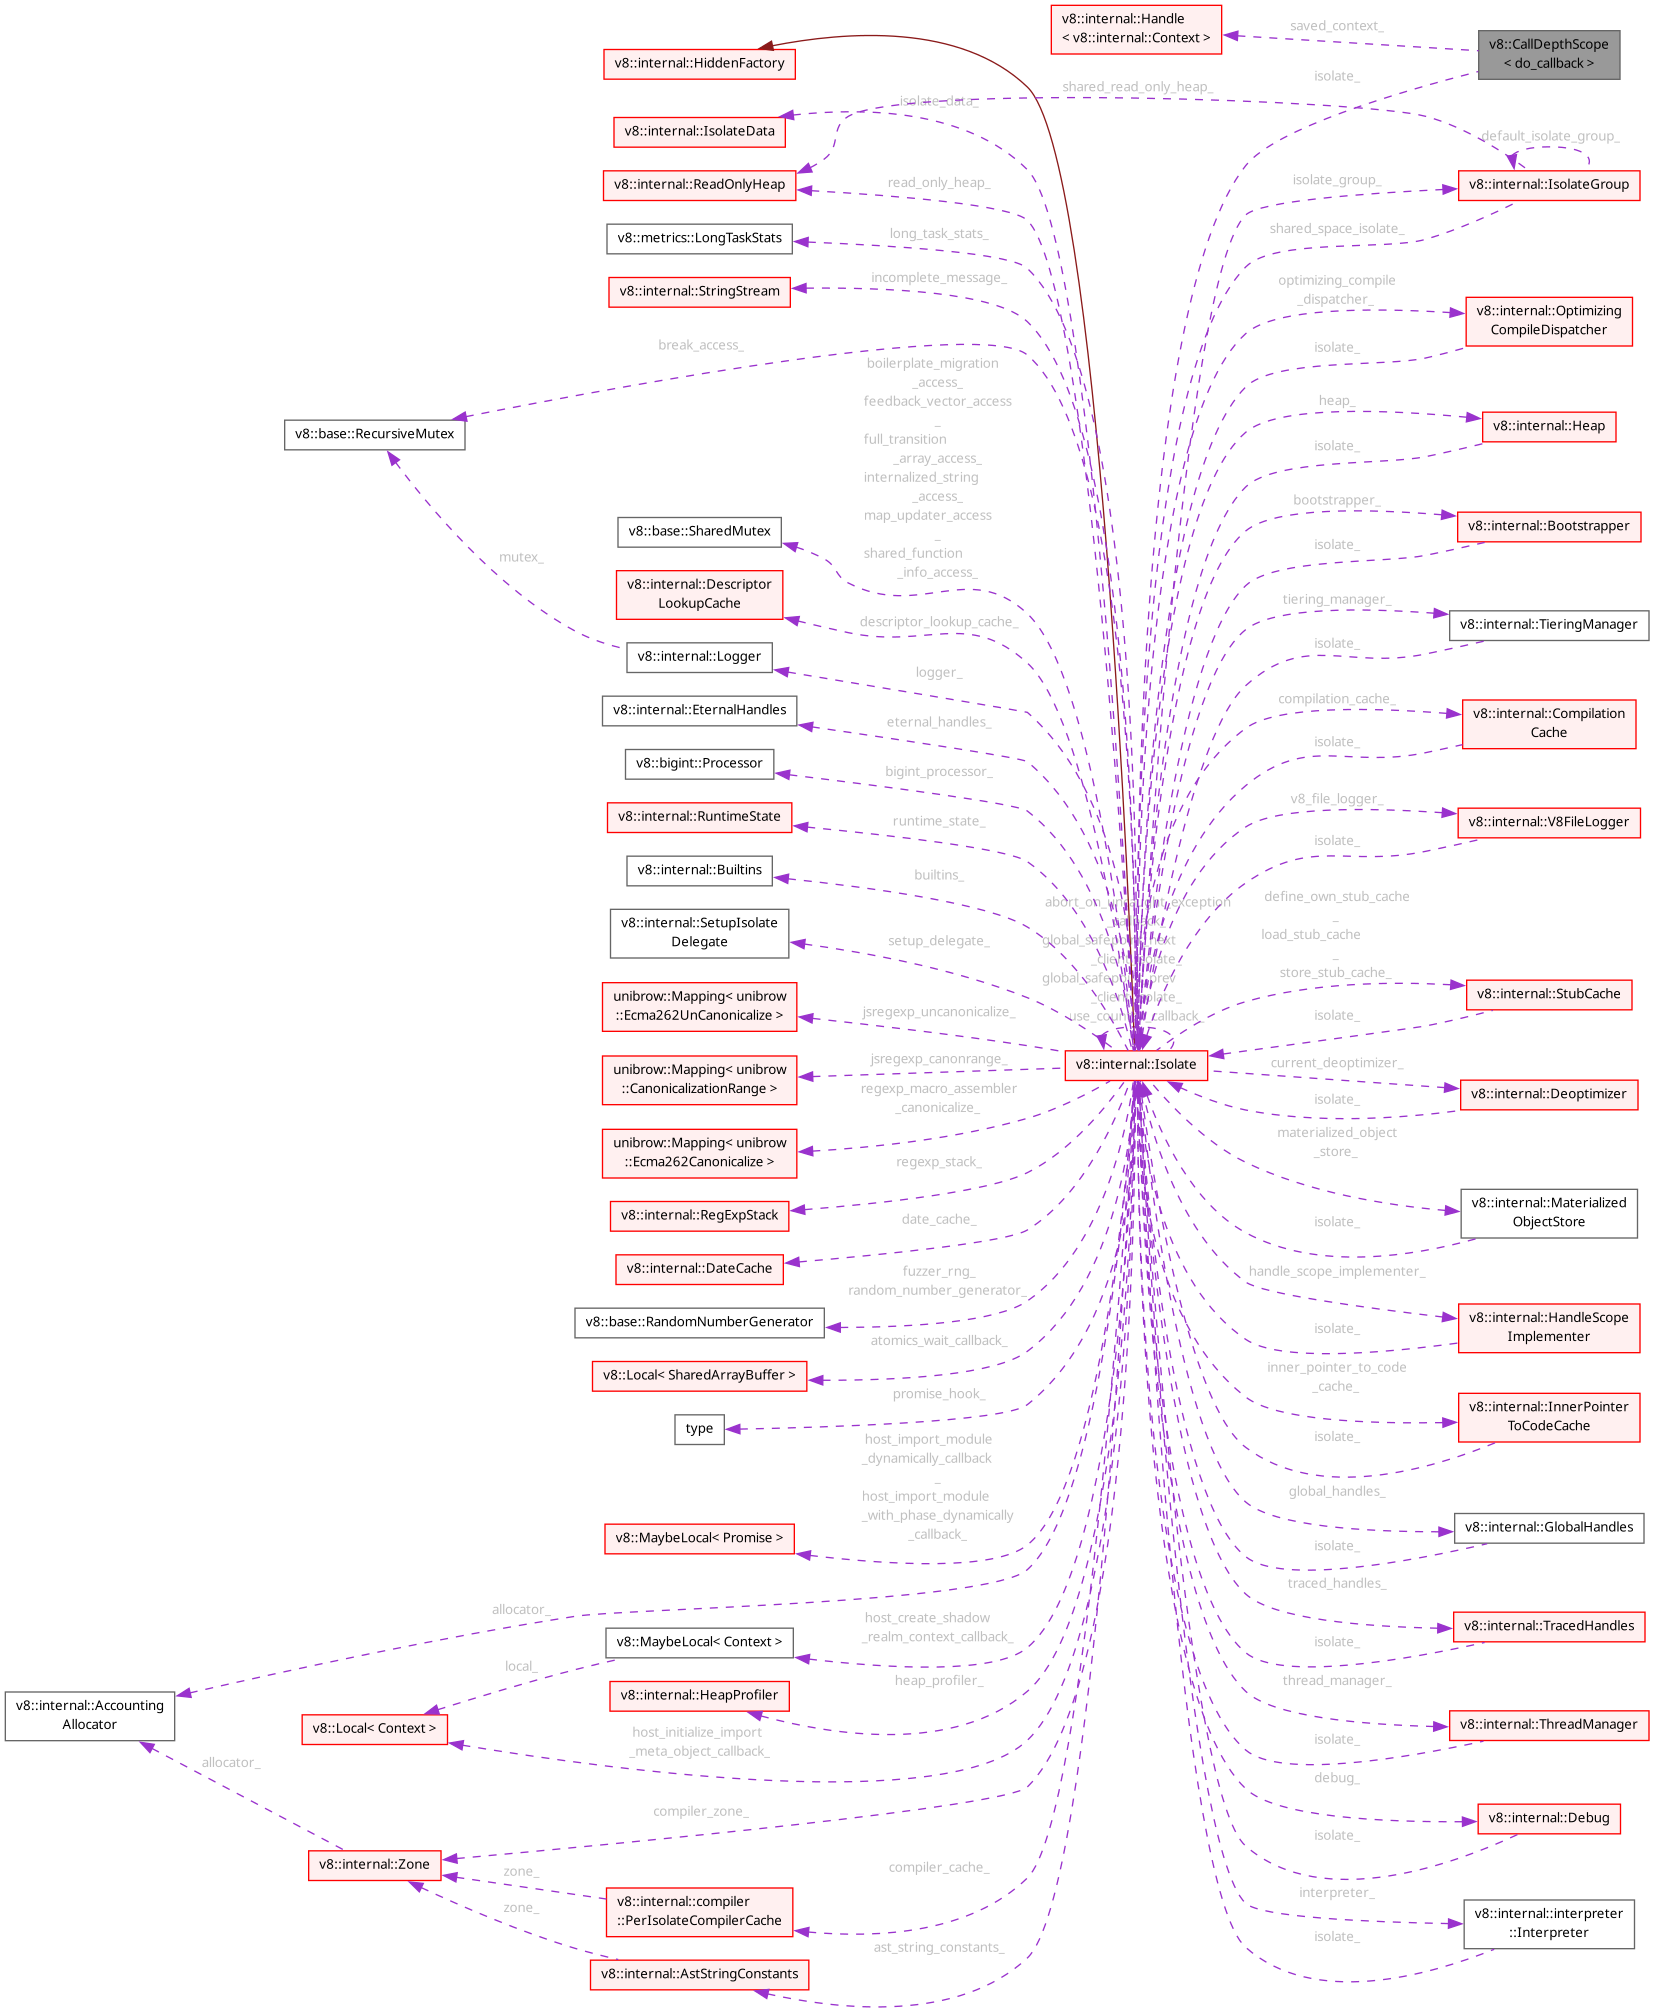 v8::internal::Handle
< v8::internal::Context >
saved_context_
v8::CallDepthScope
< do_callback >
v8::internal::HiddenFactory
isolate_
shared_read_only_heap_
isolate_data_
v8::internal::IsolateData
default_isolate_group_
v8::internal::ReadOnlyHeap
read_only_heap_
isolate_group_
v8::internal::IsolateGroup
v8::metrics::LongTaskStats
long_task_stats_
shared_space_isolate_
v8::internal::StringStream
incomplete_message_
optimizing_compile
_dispatcher_
v8::internal::Optimizing
CompileDispatcher
break_access_
isolate_
v8::base::RecursiveMutex
boilerplate_migration
_access_
feedback_vector_access
_
full_transition
_array_access_
internalized_string
_access_
map_updater_access
_
shared_function
_info_access_
heap_
v8::internal::Heap
isolate_
v8::base::SharedMutex
bootstrapper_
v8::internal::Bootstrapper
isolate_
mutex_
v8::internal::Descriptor
LookupCache
descriptor_lookup_cache_
tiering_manager_
v8::internal::TieringManager
isolate_
v8::internal::Logger
logger_
v8::internal::EternalHandles
eternal_handles_
compilation_cache_
v8::internal::Compilation
Cache
isolate_
v8::bigint::Processor
bigint_processor_
v8::internal::RuntimeState
runtime_state_
v8_file_logger_
v8::internal::V8FileLogger
isolate_
v8::internal::Builtins
builtins_
v8::internal::SetupIsolate
Delegate
setup_delegate_
define_own_stub_cache
_
load_stub_cache
_
store_stub_cache_
v8::internal::StubCache
isolate_
unibrow::Mapping< unibrow
::Ecma262UnCanonicalize >
jsregexp_uncanonicalize_
v8::internal::Isolate
unibrow::Mapping< unibrow
::CanonicalizationRange >
jsregexp_canonrange_
current_deoptimizer_
v8::internal::Deoptimizer
isolate_
regexp_macro_assembler
_canonicalize_
unibrow::Mapping< unibrow
::Ecma262Canonicalize >
materialized_object
_store_
v8::internal::Materialized
ObjectStore
isolate_
v8::internal::RegExpStack
regexp_stack_
v8::internal::DateCache
date_cache_
handle_scope_implementer_
v8::internal::HandleScope
Implementer
isolate_
v8::base::RandomNumberGenerator
fuzzer_rng_
random_number_generator_
v8::Local< SharedArrayBuffer >
atomics_wait_callback_
inner_pointer_to_code
_cache_
v8::internal::InnerPointer
ToCodeCache
isolate_
type
promise_hook_
host_import_module
_dynamically_callback
_
host_import_module
_with_phase_dynamically
_callback_
v8::MaybeLocal< Promise >
global_handles_
v8::internal::GlobalHandles
isolate_
traced_handles_
v8::internal::TracedHandles
isolate_
allocator_
v8::MaybeLocal< Context >
host_create_shadow
_realm_context_callback_
local_
v8::internal::HeapProfiler
heap_profiler_
thread_manager_
v8::internal::ThreadManager
isolate_
v8::internal::Accounting
Allocator
v8::Local< Context >
host_initialize_import
_meta_object_callback_
allocator_
compiler_zone_
debug_
v8::internal::Debug
isolate_
v8::internal::Zone
zone_
v8::internal::compiler
::PerIsolateCompilerCache
compiler_cache_
zone_
interpreter_
v8::internal::interpreter
::Interpreter
isolate_
v8::internal::AstStringConstants
ast_string_constants_